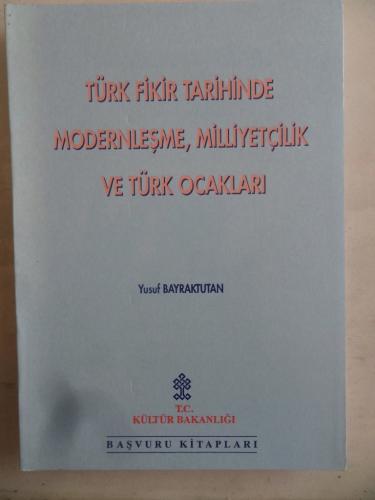 TÜRK FİKİR TARİHİNDE
MODERNLEŞME, MİLLİYETÇİLİK
VE TÜRK OCAKLARI
Yusuf BAYRAKTUTAN
T.C.
KÜLTÜR BAKANLIĞI
BAŞVURU KİTAPLARI